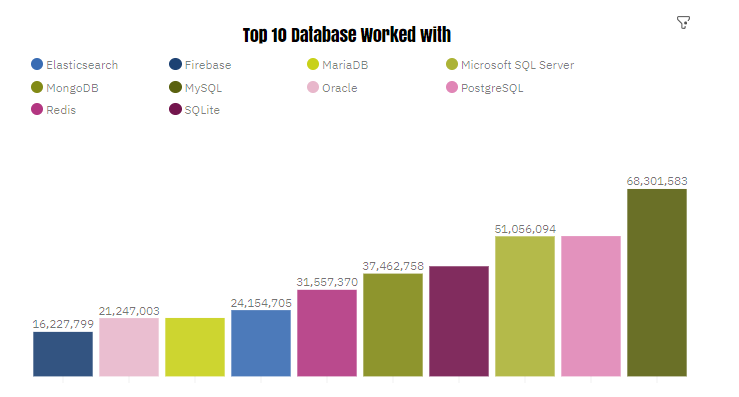 Top 10 Database Worked with
Elasticsearch Firebase MariaDB Microsoft SQL Server
MongoDB MySQL Oracle PostgreSQL
Redis SQLite
68,301,583
51,056,094
37,462,758
31,557,370
24,154,705
21,247,003
16,227,799